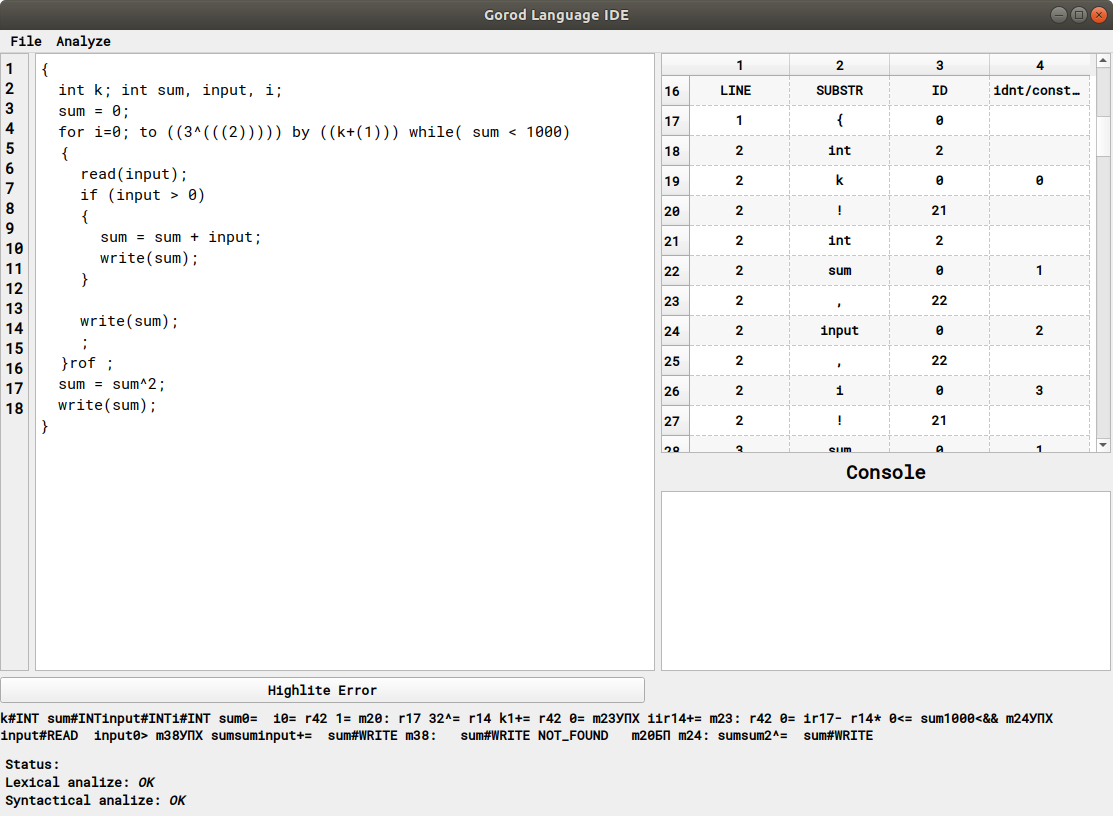 Gorod Language IDE
File Analyze
1
2
3
4
5
6
7
8
9
10
11
12
13
14
15
16
17
18
{
int k; int sum, input, i;
sum = 0;
for i=0; to ((3^(((2))))) by ((k+(1))) while( sum < 1000)
{
read(input);
if (input > 0)
{
sum = sum + input;
write(sum);
}
write(sum);
;
}rof ;
sum = sum^2;
write(sum);
}
1 2 3 4
16 LINE SUBSTR ID idnt/const…
17 1 { 0
18 2 int 2
19 2 k 0 0
20 2 ! 21
21 2 int 2
22 2 sum 0 1
23 2 , 22
24 2 input 0 2
25 2 , 22
26 2 i 0 3
27 2 ! 21
28 3 sum 0 1
Console
Highlite Error
k#INT sum#INTinput#INTi#INT sum0= i0= r42 1= m20: r17 32^= r14 k1+= r42 0= m23УПХ iir14+= m23: r42 0= ir17- r14* 0<= sum1000<&& m24УПХ
input#READ input0> m38УПХ sumsuminput+= sum#WRITE m38: sum#WRITE NOT_FOUND m20БП m24: sumsum2^= sum#WRITE
Status:
Lexical analize: OK
Syntactical analize: OK